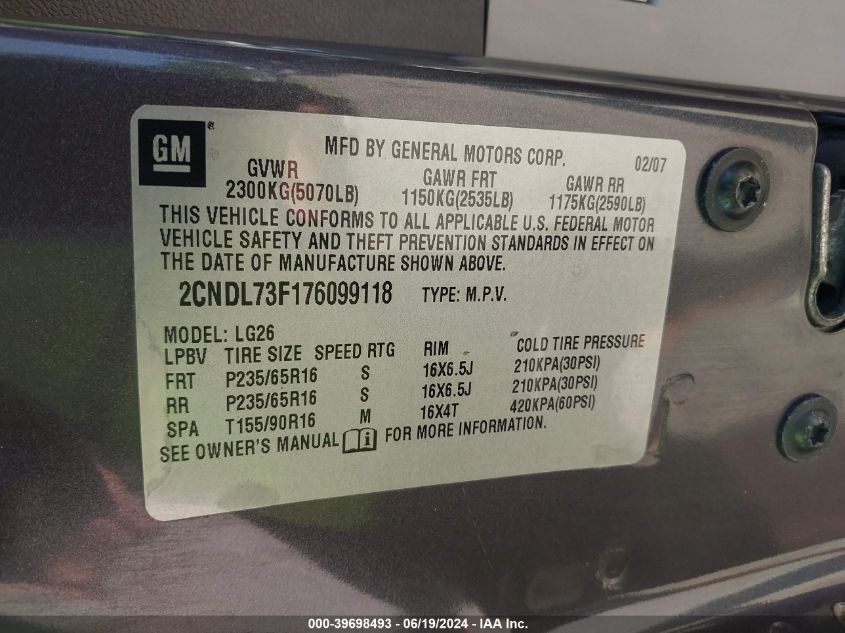 GM
MFD BY GENERAL MOTORS CORP. 02/07
GVWR GAWR FRT GAWR RR
2300KG(5070LB) 1150KG(2535LB) 1175KG(2590LB)
THIS VEHICLE CONFORMS TO ALL APPLICABLE U.S. FEDERAL MOTOR
VEHICLE SAFETY AND THEFT PREVENTION STANDARDS IN EFFECT ON
THE DATE OF MANUFACTURE SHOWN ABOVE.
2CNDL73F176099118 TYPE: M.P.V.
MODEL: LG26
LPBV TIRE SIZE SPEED RTG RIM COLD TIRE PRESSURE
FRT P235/65R16 S 16X6.5J 210KPA(30PSI)
RR P235/65R16 S 16X6.5J 210KPA(30PSI)
SPA T155/90R16 M 16X4T 420KPA(60PSI)
SEE OWNER'S MANUAL FOR MORE INFORMATION.
000-39698493 - 06/19/2024 - IAA Inc.